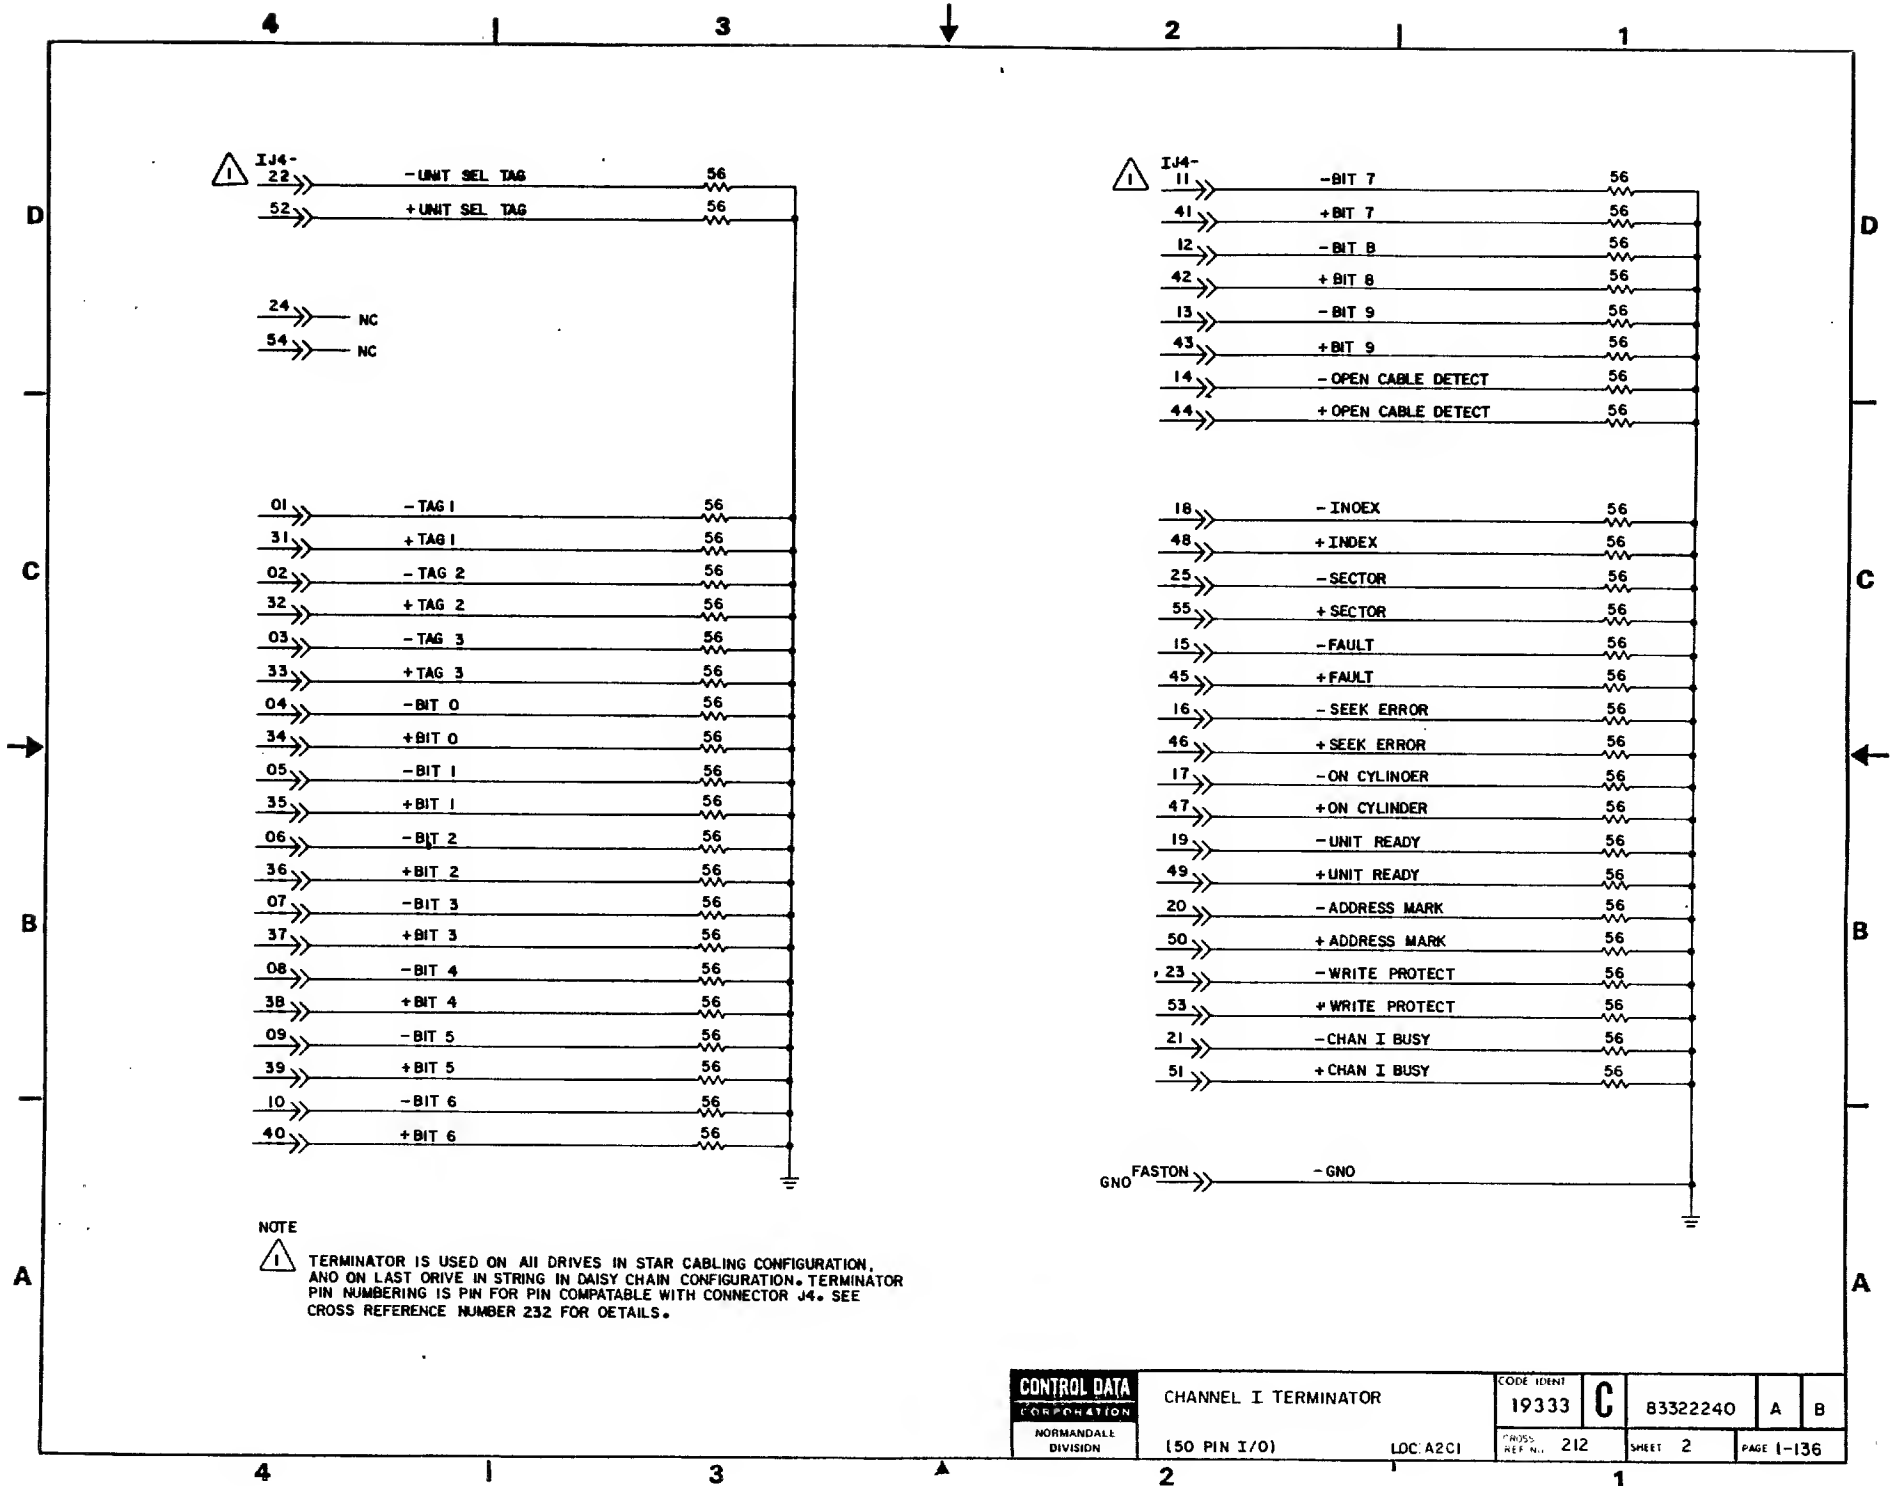 4 3 2 1
D
C
B
A
D
C
B
A
1
IJ4-
22 -UNIT SEL TAG 56
52 +UNIT SEL TAG 56
24 NC
54 NC
01 -TAG I 56
31 +TAG I 56
02 -TAG 2 56
32 +TAG 2 56
03 -TAG 3 56
33 +TAG 3 56
04 -BIT 0 56
34 +BIT 0 56
05 -BIT I 56
35 +BIT I 56
06 -BIT 2 56
36 +BIT 2 56
07 -BIT 3 56
37 +BIT 3 56
08 -BIT 4 56
38 +BIT 4 56
09 -BIT 5 56
39 +BIT 5 56
10 -BIT 6 56
40 +BIT 6 56
1
IJ4-
11 -BIT 7 56
41 +BIT 7 56
12 -BIT B 56
42 +BIT 8 56
13 -BIT 9 56
43 +BIT 9 56
14 -OPEN CABLE DETECT 56
44 +OPEN CABLE DETECT 56
18 -INOEX 56
48 +INDEX 56
25 -SECTOR 56
55 +SECTOR 56
15 -FAULT 56
45 +FAULT 56
16 -SEEK ERROR 56
46 +SEEK ERROR 56
17 -ON CYLINOER 56
47 +ON CYLINDER 56
19 -UNIT READY 56
49 +UNIT READY 56
20 -ADDRESS MARK 56
50 +ADDRESS MARK 56
23 -WRITE PROTECT 56
53 +WRITE PROTECT 56
21 -CHAN I BUSY 56
51 +CHAN I BUSY 56
GNO FASTON -GNO
NOTE
1
TERMINATOR IS USED ON AII DRIVES IN STAR CABLING CONFIGURATION,
ANO ON LAST ORIVE IN STRING IN DAISY CHAIN CONFIGURATION. TERMINATOR
PIN NUMBERING IS PIN FOR PIN COMPATABLE WITH CONNECTOR J4. SEE
CROSS REFERENCE NUMBER 232 FOR OETAILS.
CONTROL DATA
CORPORATION
NORMANDALE
DIVISION
CHANNEL I TERMINATOR
(50 PIN I/O) LOC: A2C1
CODE IDENT
19333 C 83322240 A B
CROSS
REF No. 212 SHEET 2 PAGE 1-136
4 3 2 1